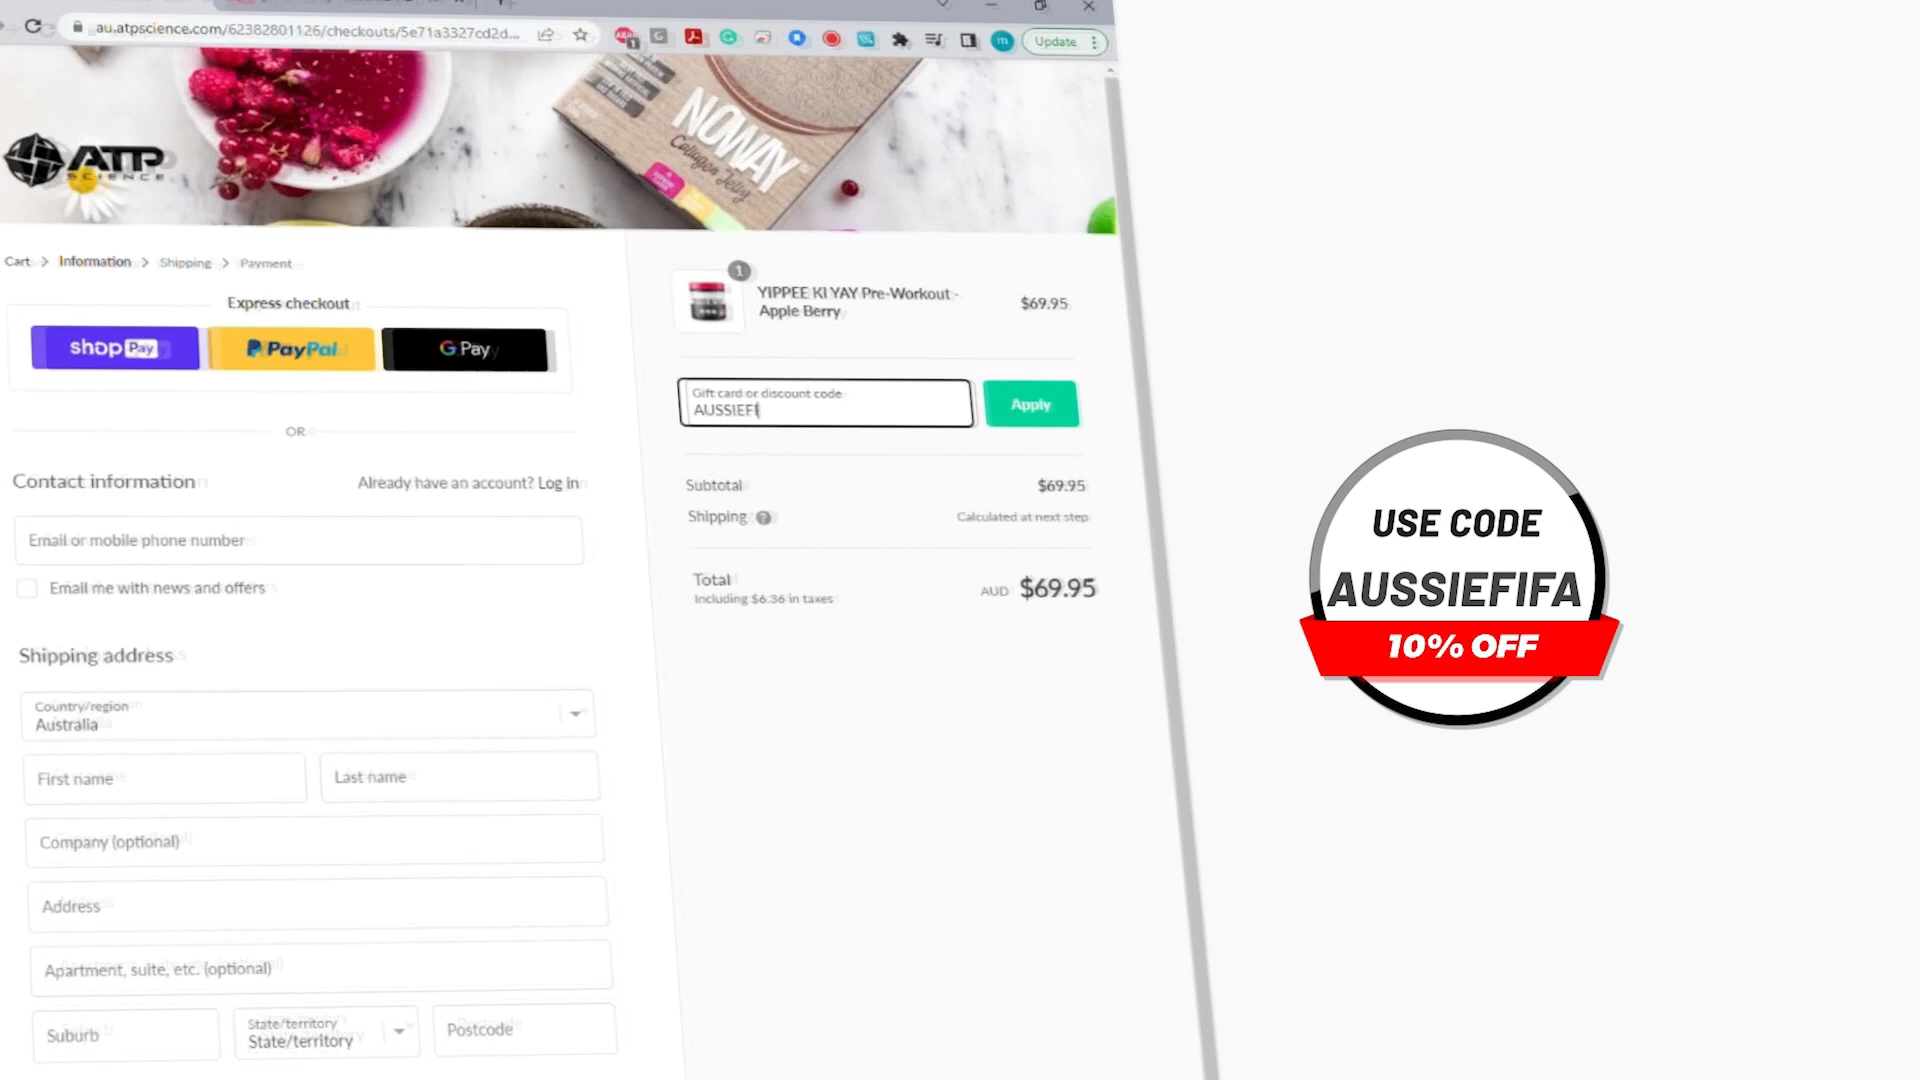 au.atpscience.com/62382801126/checkouts/5e71a3327cd2d...
Update
NOWAY
Collagen Jelly
ATP
SCIENCE
Cart > Information > Shipping > Payment
Express checkout
shop Pay
PayPal
G Pay
OR
Contact information
Already have an account? Log in
Email or mobile phone number
Email me with news and offers
Shipping address
Country/region
Australia
First name
Last name
Company (optional)
Address
Apartment, suite, etc. (optional)
Suburb
State/territory
State/territory
Postcode
1
YIPPEE KI YAY Pre-Workout -
Apple Berry
$69.95
Gift card or discount code
AUSSIEFI
Apply
Subtotal
$69.95
Shipping
Calculated at next step
Total
Including $6.36 in taxes
AUD $69.95
USE CODE
AUSSIEFIFA
10% OFF